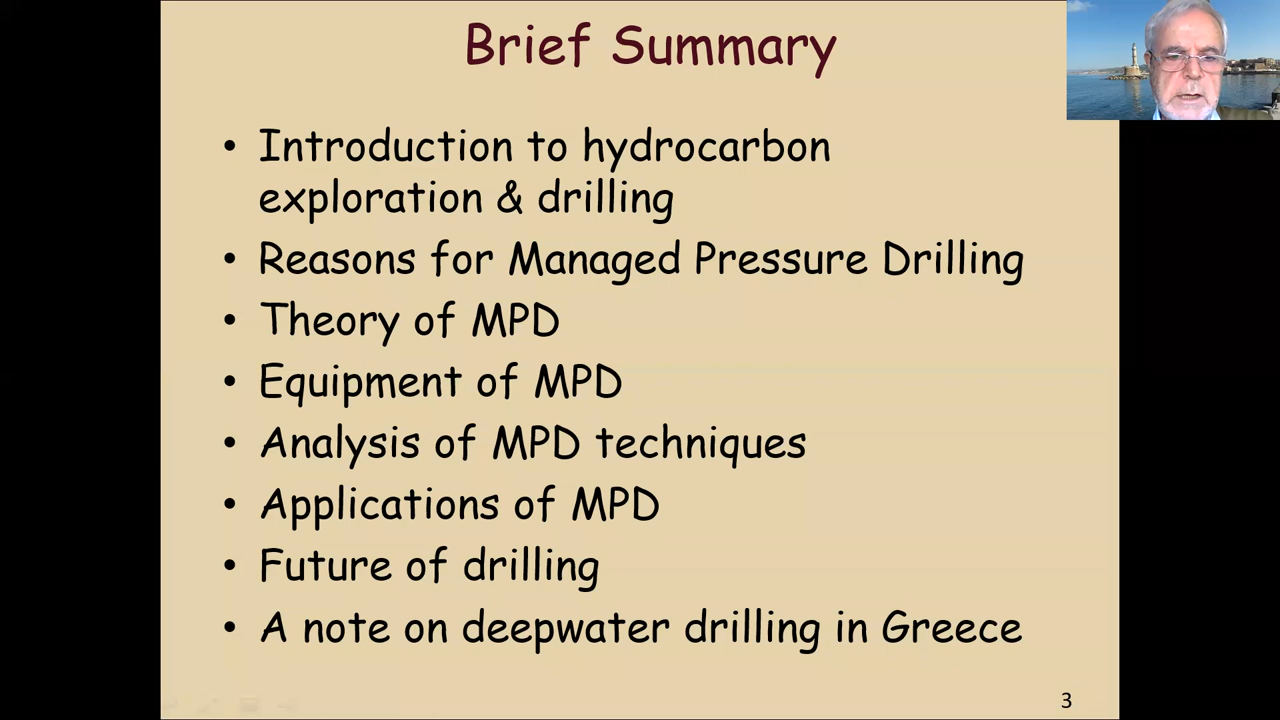 Brief Summary
• Introduction to hydrocarbon
exploration & drilling
• Reasons for Managed Pressure Drilling
• Theory of MPD
• Equipment of MPD
• Analysis of MPD techniques
• Applications of MPD
• Future of drilling
• A note on deepwater drilling in Greece
3